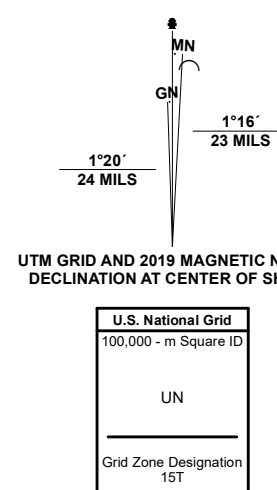 MN
GN
1°16´
23 MILS
1°20´
24 MILS
UTM GRID AND 2019 MAGNETIC
DECLINATION AT CENTER OF
U.S. National Grid
100,000 - m Square ID
UN
Grid Zone Designation
15T